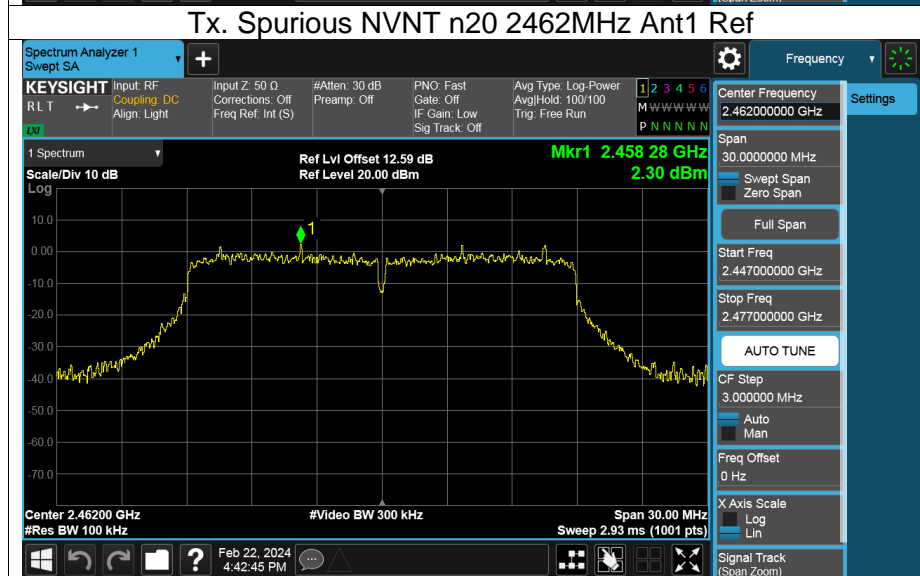 (Span Zoom)
Tx. Spurious NVNT n20 2462MHz Ant1 Ref
Spectrum Analyzer 1
Swept SA
+
Frequency
KEYSIGHT
RLT
LXI
Input: RF
Coupling: DC
Align: Light
Input Z: 50 Ω
Corrections: Off
Freq Ref: Int (S)
#Atten: 30 dB
Preamp: Off
PNO: Fast
Gate: Off
IF Gain: Low
Sig Track: Off
Avg Type: Log-Power
Avg|Hold: 100/100
Trig: Free Run
1 2 3 4 5 6
M W W W W W
P N N N N N
1 Spectrum
Scale/Div 10 dB
Log
Ref Lvl Offset 12.59 dB
Ref Level 20.00 dBm
Mkr1 2.458 28 GHz
2.30 dBm
1
10.0
0.00
-10.0
-20.0
-30.0
-40.0
-50.0
-60.0
-70.0
Center 2.46200 GHz
#Res BW 100 kHz
#Video BW 300 kHz
Span 30.00 MHz
Sweep 2.93 ms (1001 pts)
Center Frequency
2.462000000 GHz
Settings
Span
30.0000000 MHz
Swept Span
Zero Span
Full Span
Start Freq
2.447000000 GHz
Stop Freq
2.477000000 GHz
AUTO TUNE
CF Step
3.000000 MHz
Auto
Man
Freq Offset
0 Hz
X Axis Scale
Log
Lin
Signal Track
(Span Zoom)
?
Feb 22, 2024
4:42:45 PM